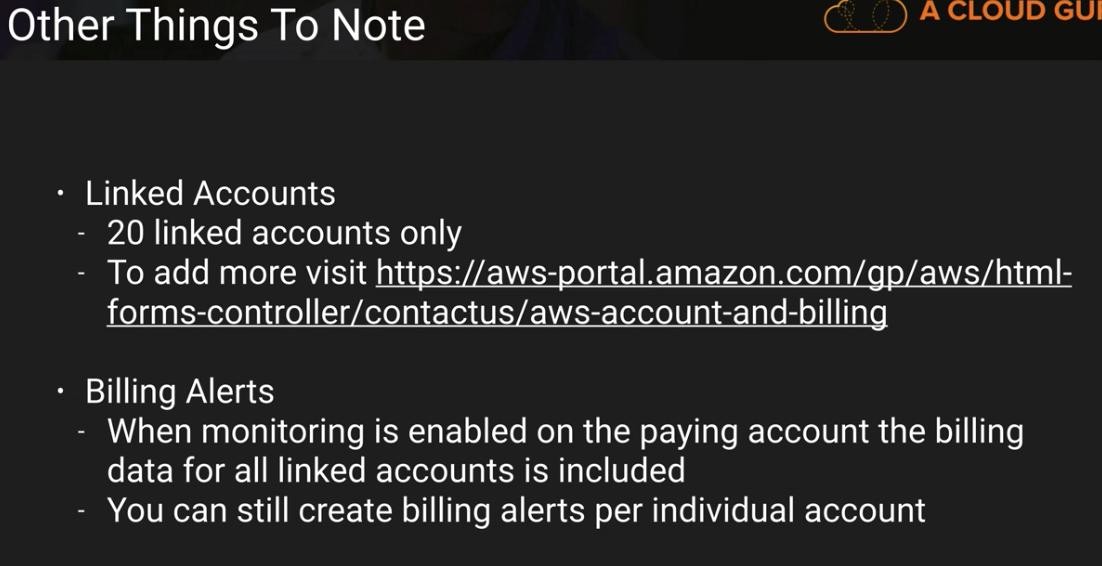 Other Things To Note
A CLOUD
• Linked Accounts
- 20 linked accounts only
- To add more visit https://aws-portal.amazon.com/gp/aws/html-
forms-controller/contactus/aws-account-and-billing
• Billing Alerts
- When monitoring is enabled on the paying account the billing
data for all linked accounts is included
- You can still create billing alerts per individual account